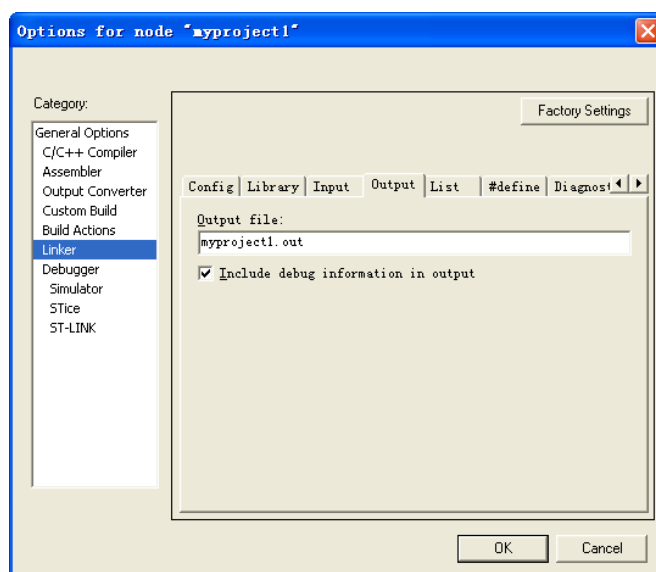 Options for node "myproject1"
Category:
Factory Settings
General Options
C/C++ Compiler
Assembler
Output Converter
Custom Build
Build Actions
Linker
Debugger
Simulator
STice
ST-LINK
Config Library Input Output List #define Diagnost
Output file:
myproject1.out
Include debug information in output
OK Cancel